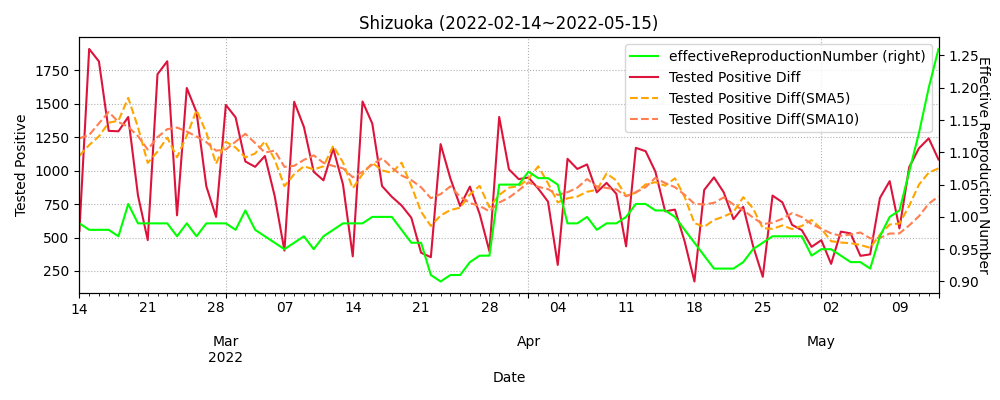 Shizuoka (2022-02-14~2022-05-15)
effectiveReproductionNumber (right)
Tested Positive Diff
Tested Positive Diff(SMA5)
Tested Positive Diff(SMA10)
Tested Positive
1750
1500
1250
1000
750
500
250
Effective Reproduction Number
1.25
1.20
1.15
1.10
1.05
1.00
0.95
0.90
14 21 28 07 14 21 28 04 11 18 25 02 09
Mar Apr May
2022
Date